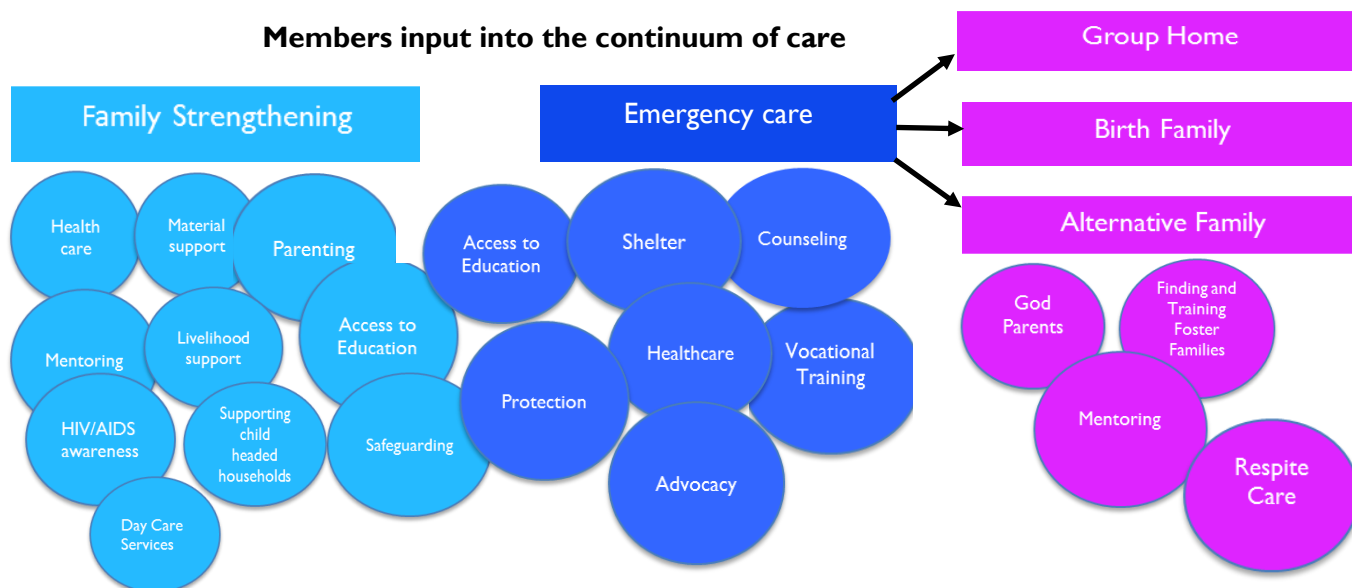 Members input into the continuum of care
Family Strengthening
Health
care
Material
support
Parenting
Mentoring
Livelihood
support
Access to
Education
HIV/AIDS
awareness
Supporting
child
headed
households
Safeguarding
Day Care
Services
Emergency care
Access to
Education
Shelter
Counseling
Protection
Healthcare
Vocational
Training
Advocacy
Group Home
Birth Family
Alternative Family
God
Parents
Finding and
Training
Foster
Families
Mentoring
Respite
Care